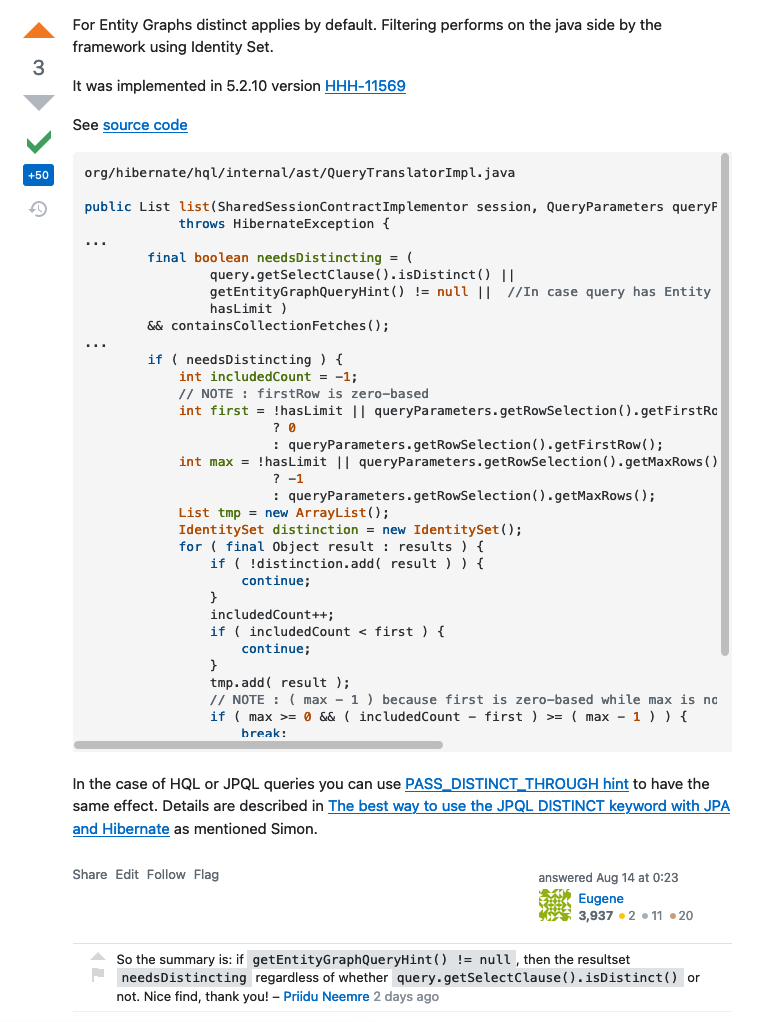 For Entity Graphs distinct applies by default. Filtering performs on the java side by the
framework using Identity Set.
3
It was implemented in 5.2.10 version HHH-11569
See source code
+50
org/hibernate/hql/internal/ast/QueryTranslatorImpl.java
public List list(SharedSessionContractImplementor session, QueryParameters queryP
throws HibernateException {
...
final boolean needsDistincting = (
query.getSelectClause().isDistinct() ||
getEntityGraphQueryHint() != null || //In case query has Entity
hasLimit )
&& containsCollectionFetches();
...
if ( needsDistincting ) {
int includedCount = -1;
// NOTE : firstRow is zero-based
int first = !hasLimit || queryParameters.getRowSelection().getFirstRo
? 0
: queryParameters.getRowSelection().getFirstRow();
int max = !hasLimit || queryParameters.getRowSelection().getMaxRows()
? -1
: queryParameters.getRowSelection().getMaxRows();
List tmp = new ArrayList();
IdentitySet distinction = new IdentitySet();
for ( final Object result : results ) {
if ( !distinction.add( result ) ) {
continue;
}
includedCount++;
if ( includedCount < first ) {
continue;
}
tmp.add( result );
// NOTE : ( max - 1 ) because first is zero-based while max is no
if ( max >= 0 && ( includedCount - first ) >= ( max - 1 ) ) {
break;
In the case of HQL or JPQL queries you can use PASS_DISTINCT_THROUGH hint to have the
same effect. Details are described in The best way to use the JPQL DISTINCT keyword with JPA
and Hibernate as mentioned Simon.
Share Edit Follow Flag
answered Aug 14 at 0:23
Eugene
3,937 2 11 20
So the summary is: if getEntityGraphQueryHint() != null , then the resultset
needsDistincting regardless of whether query.getSelectClause().isDistinct() or
not. Nice find, thank you! – Priidu Neemre 2 days ago